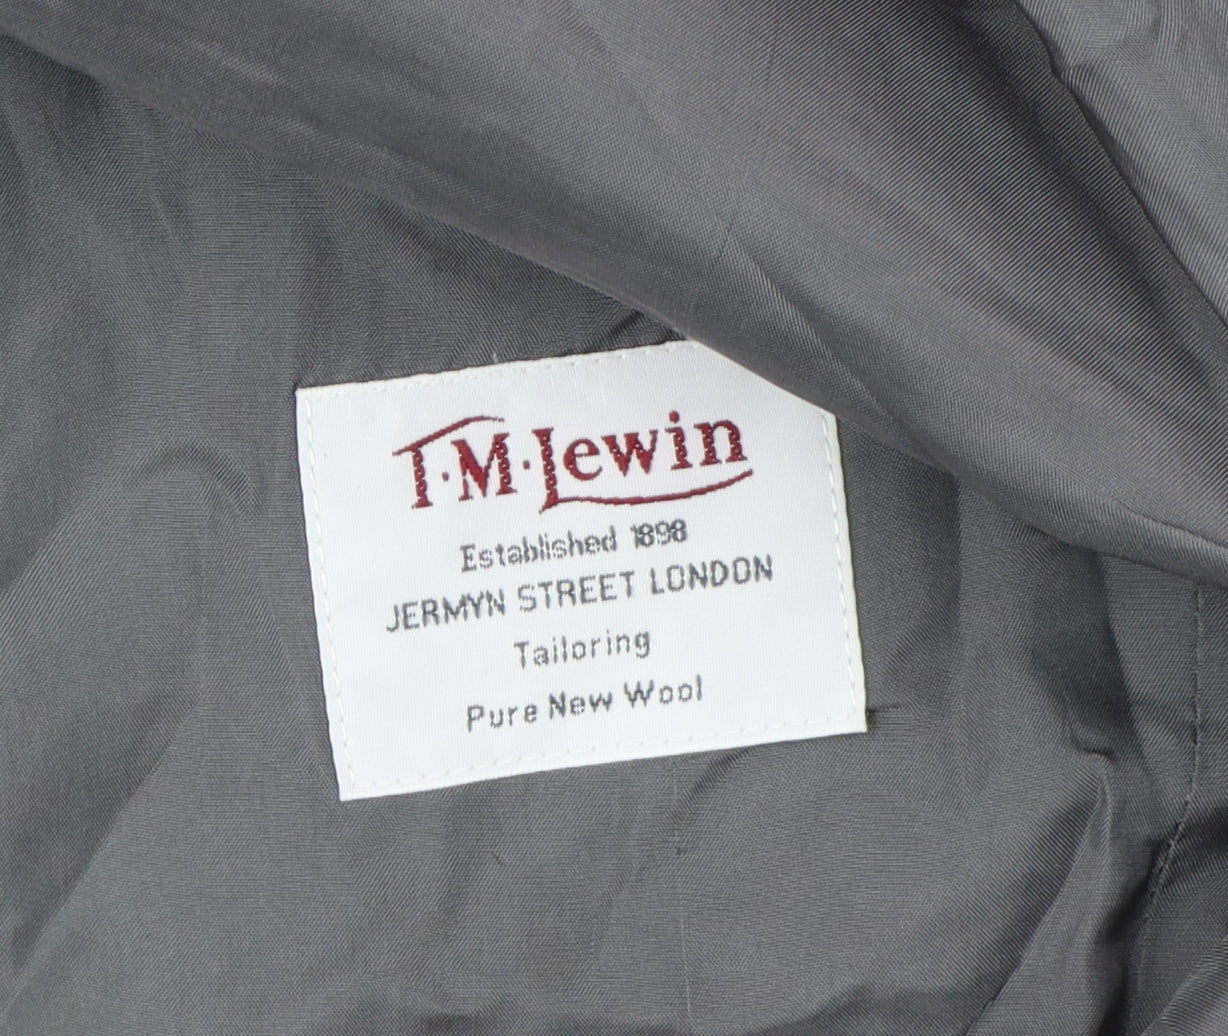 T·M·Lewin
Established 1898
JERMYN STREET LONDON
Tailoring
Pure New Wool